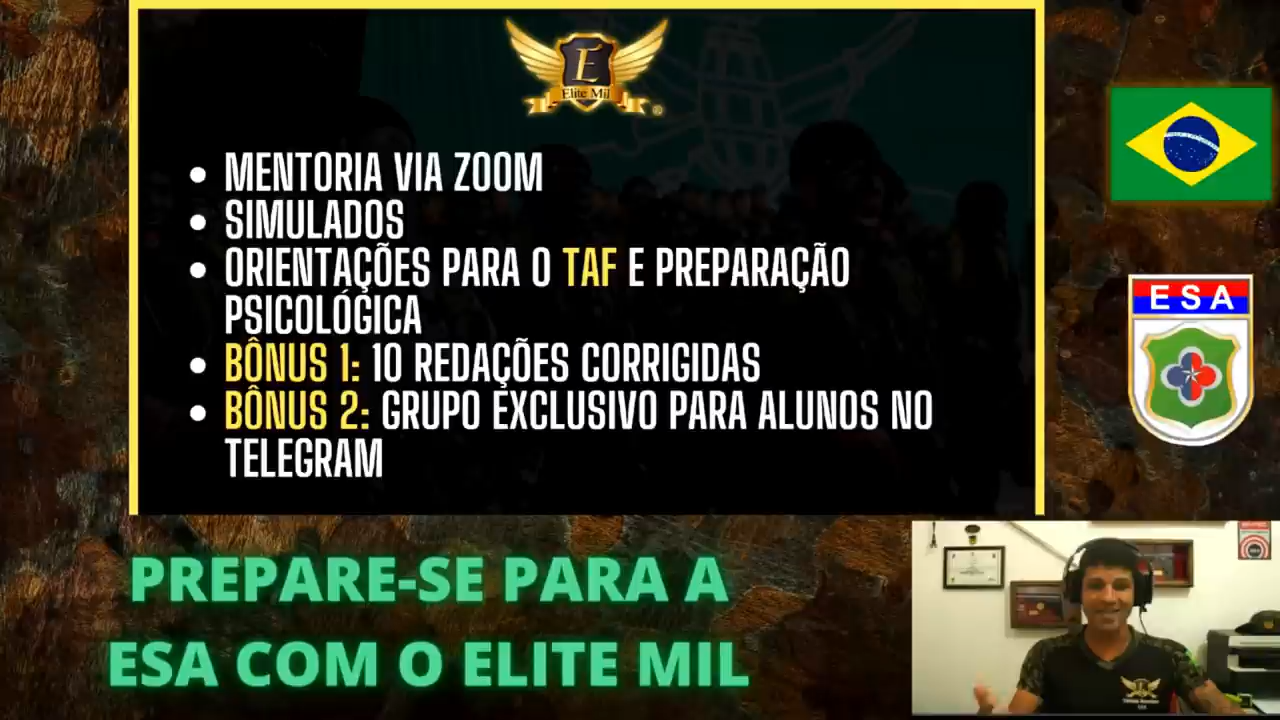 E
Elite Mil
®
MENTORIA VIA ZOOM
SIMULADOS
ORIENTAÇÕES PARA O TAF E PREPARAÇÃO
PSICOLÓGICA
BÔNUS 1: 10 REDAÇÕES CORRIGIDAS
BÔNUS 2: GRUPO EXCLUSIVO PARA ALUNOS NO
TELEGRAM
ESA
PREPARE-SE PARA A
ESA COM O ELITE MIL